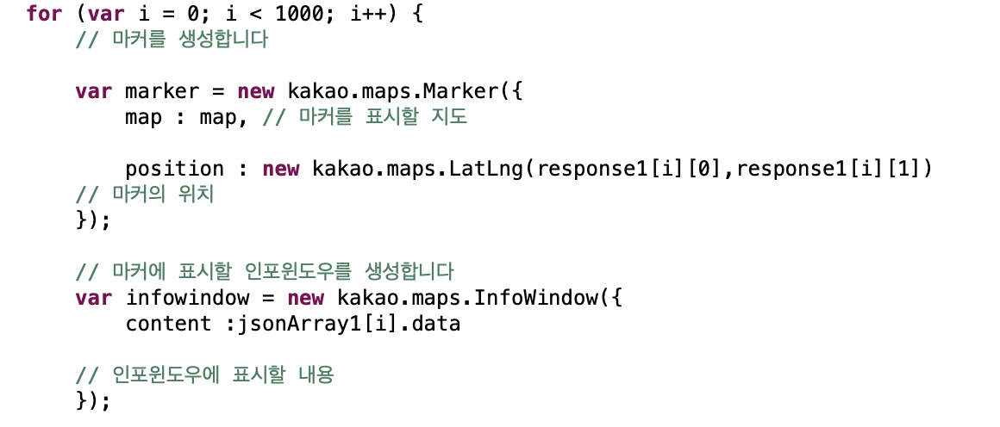 for (var i = 0; i < 1000; i++) {
// 마커를 생성합니다
var marker = new kakao.maps.Marker({
map : map, // 마커를 표시할 지도
position : new kakao.maps.LatLng(response1[i][0],response1[i][1])
// 마커의 위치
});
// 마커에 표시할 인포윈도우를 생성합니다
var infowindow = new kakao.maps.InfoWindow({
content :jsonArray1[i].data
// 인포윈도우에 표시할 내용
});